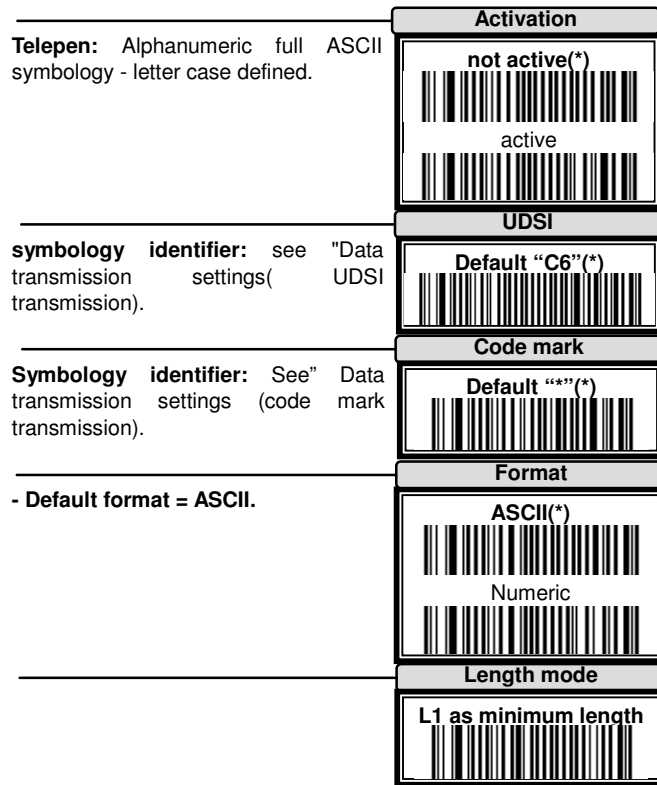 Activation
Telepen: Alphanumeric full ASCII
symbology - letter case defined.
not active(*)
active
UDSI
symbology identifier: see "Data
transmission settings( UDSI
transmission).
Default “C6”(*)
Code mark
Symbology identifier: See” Data
transmission settings (code mark
transmission).
Default “*”(*)
Format
- Default format = ASCII.
ASCII(*)
Numeric
Length mode
L1 as minimum length